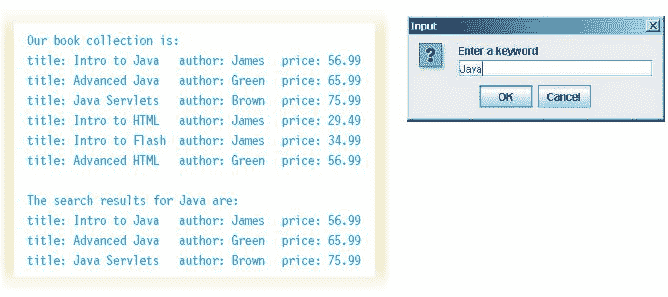 Our book collection is:
title: Intro to Java author: James price: 56.99
title: Advanced Java author: Green price: 65.99
title: Java Servlets author: Brown price: 75.99
title: Intro to HTML author: James price: 29.49
title: Intro to Flash author: James price: 34.99
title: Advanced HTML author: Green price: 56.99
The search results for Java are:
title: Intro to Java author: James price: 56.99
title: Advanced Java author: Green price: 65.99
title: Java Servlets author: Brown price: 75.99
Input
?
Enter a keyword
Java
OK Cancel